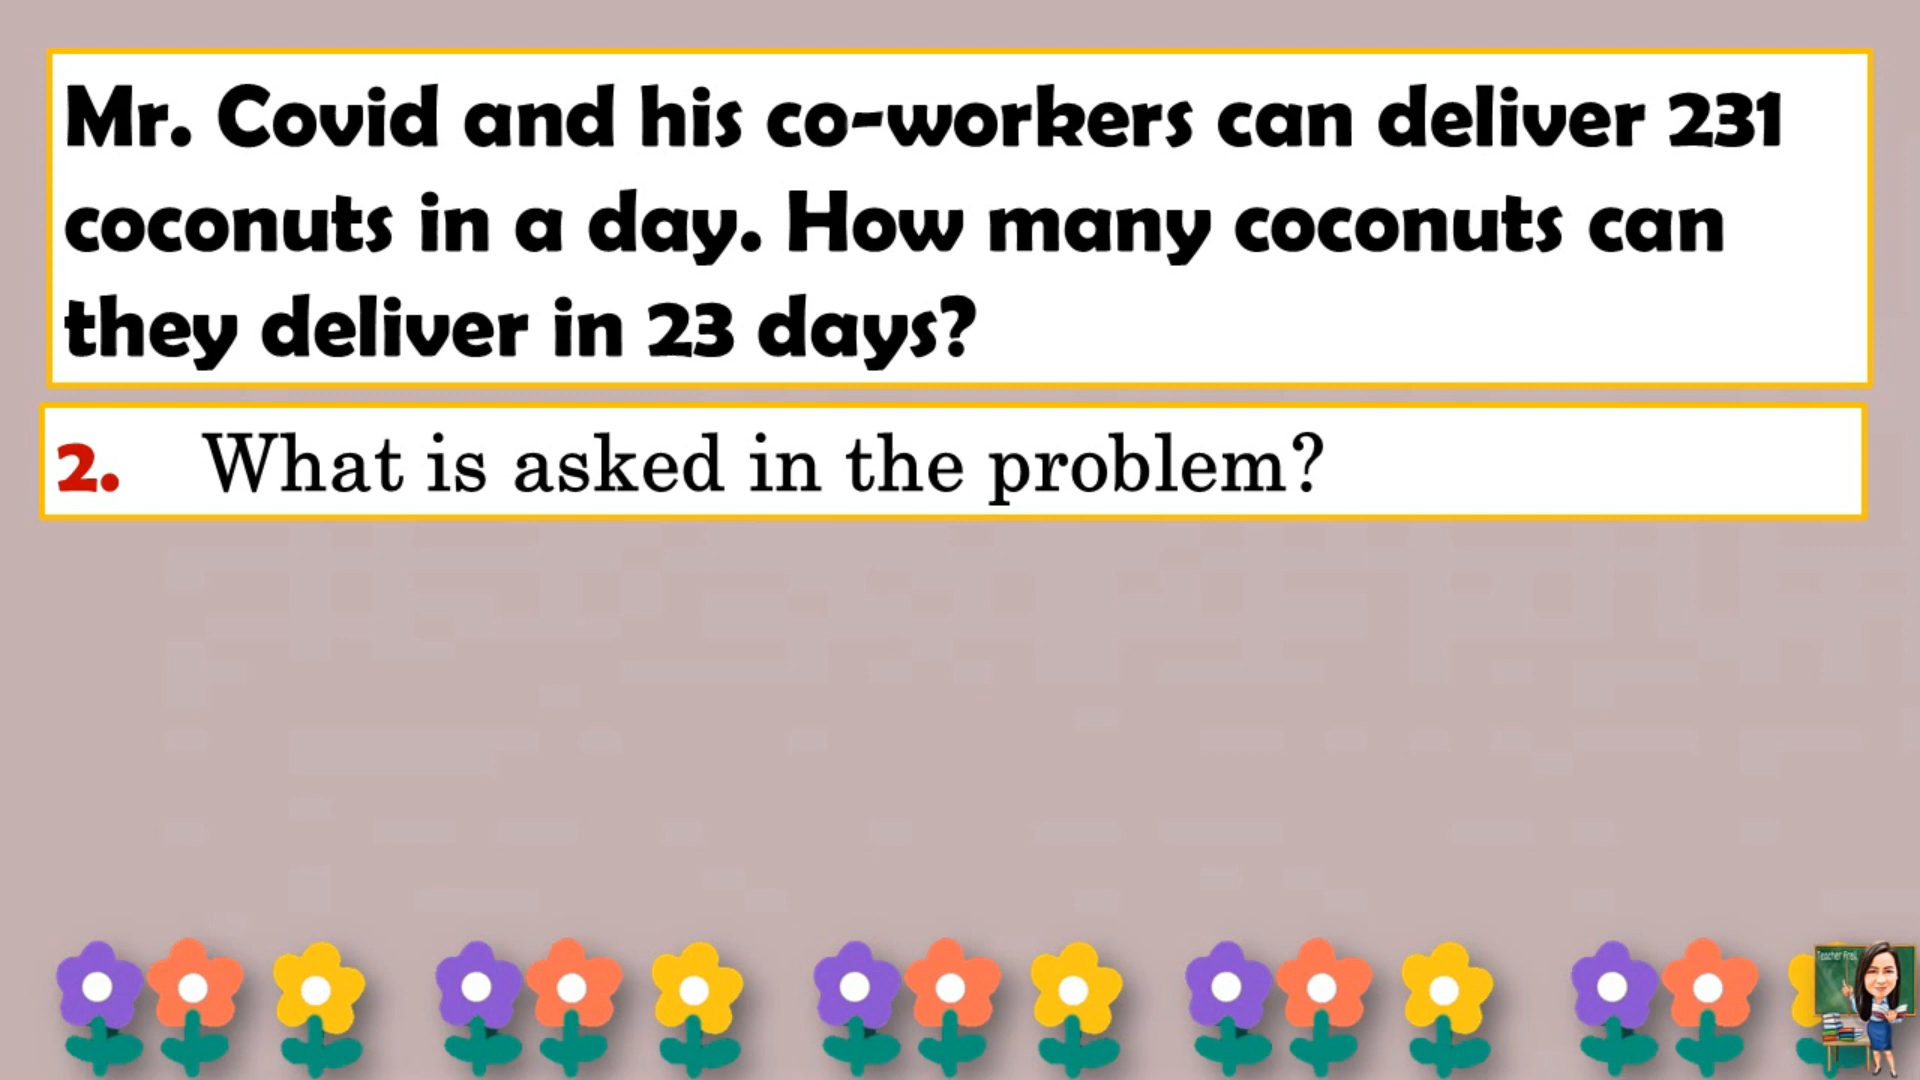 Mr. Covid and his co-workers can deliver 231
coconuts in a day. How many coconuts can
they deliver in 23 days?
2. What is asked in the problem?